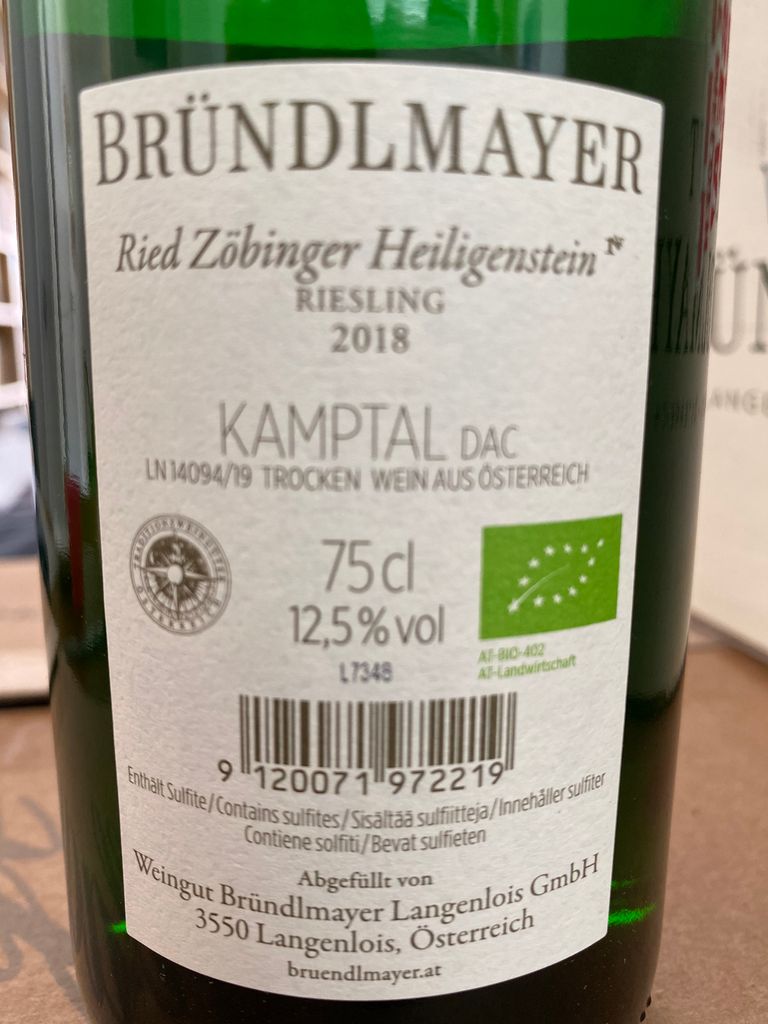 BRÜNDLMAYER
Ried Zöbinger Heiligenstein
RIESLING
2018
KAMPTAL DAC
LN 14094/19 TROCKEN WEIN AUS ÖSTERREICH
TRADITIONSWEINGÜTER ÖSTERREICH
75 cl
12,5% vol
L7348
AT-BIO-402
AT-Landwirtschaft
9 120071 972219
Enthält Sulfite/Contains sulfites/Sisältää sulfiitteja/Innehåller sulfiter
Contiene solfiti/Bevat sulfieten
Abgefüllt von
Weingut Bründlmayer Langenlois GmbH
3550 Langenlois, Österreich
bruendlmayer.at